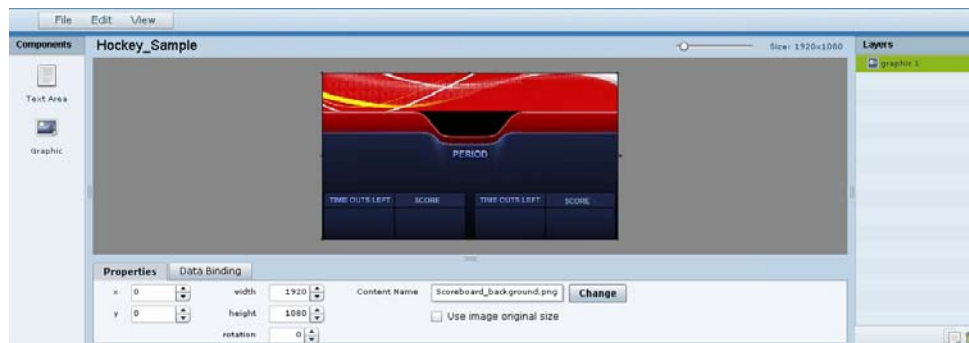 File Edit View
Components
Hockey_Sample
Size: 1920x1080
Layers
graphic 1
Text Area
Graphic
PERIOD
TIME OUTS LEFT SCORE TIME OUTS LEFT SCORE
Properties Data Binding
x 0 width 1920 Content Name Scoreboard_background.png Change
y 0 height 1080 Use image original size
rotation 0